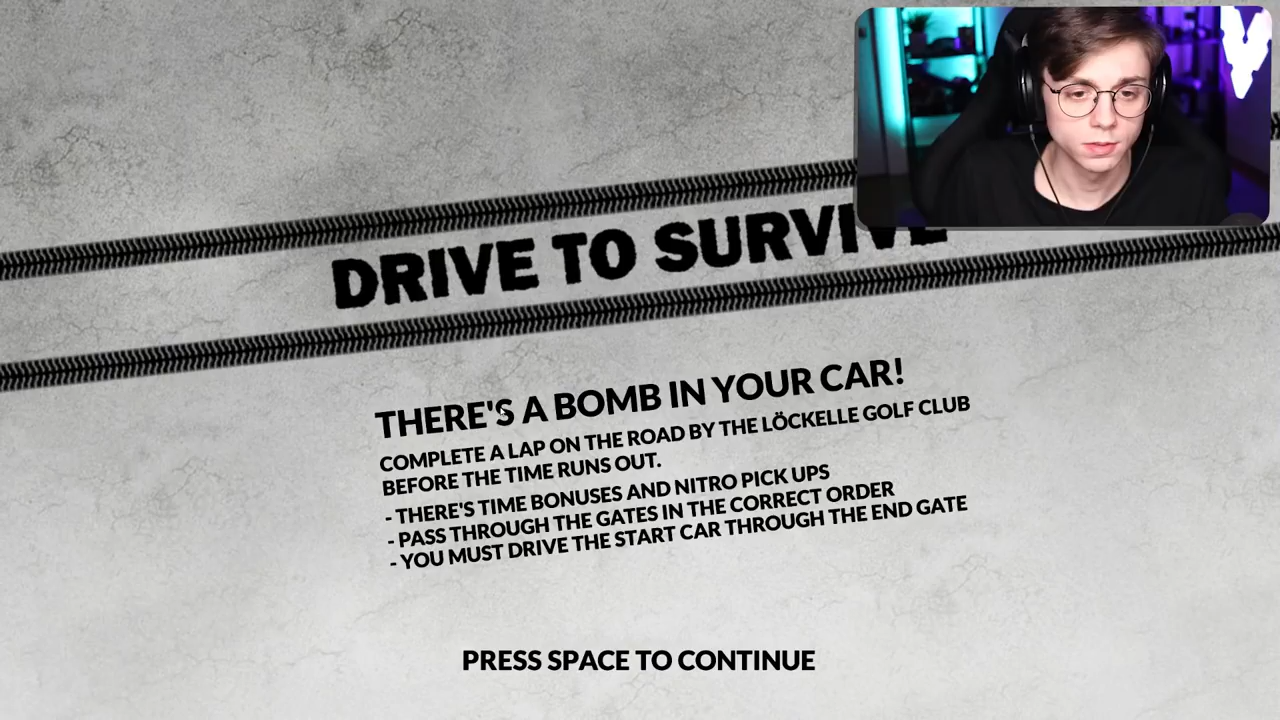 DRIVE TO SURVIVE
THERE'S A BOMB IN YOUR CAR!
COMPLETE A LAP ON THE ROAD BY THE LÖCKELLE GOLF CLUB
BEFORE THE TIME RUNS OUT.
- THERE'S TIME BONUSES AND NITRO PICK UPS
- PASS THROUGH THE GATES IN THE CORRECT ORDER
- YOU MUST DRIVE THE START CAR THROUGH THE END GATE
PRESS SPACE TO CONTINUE